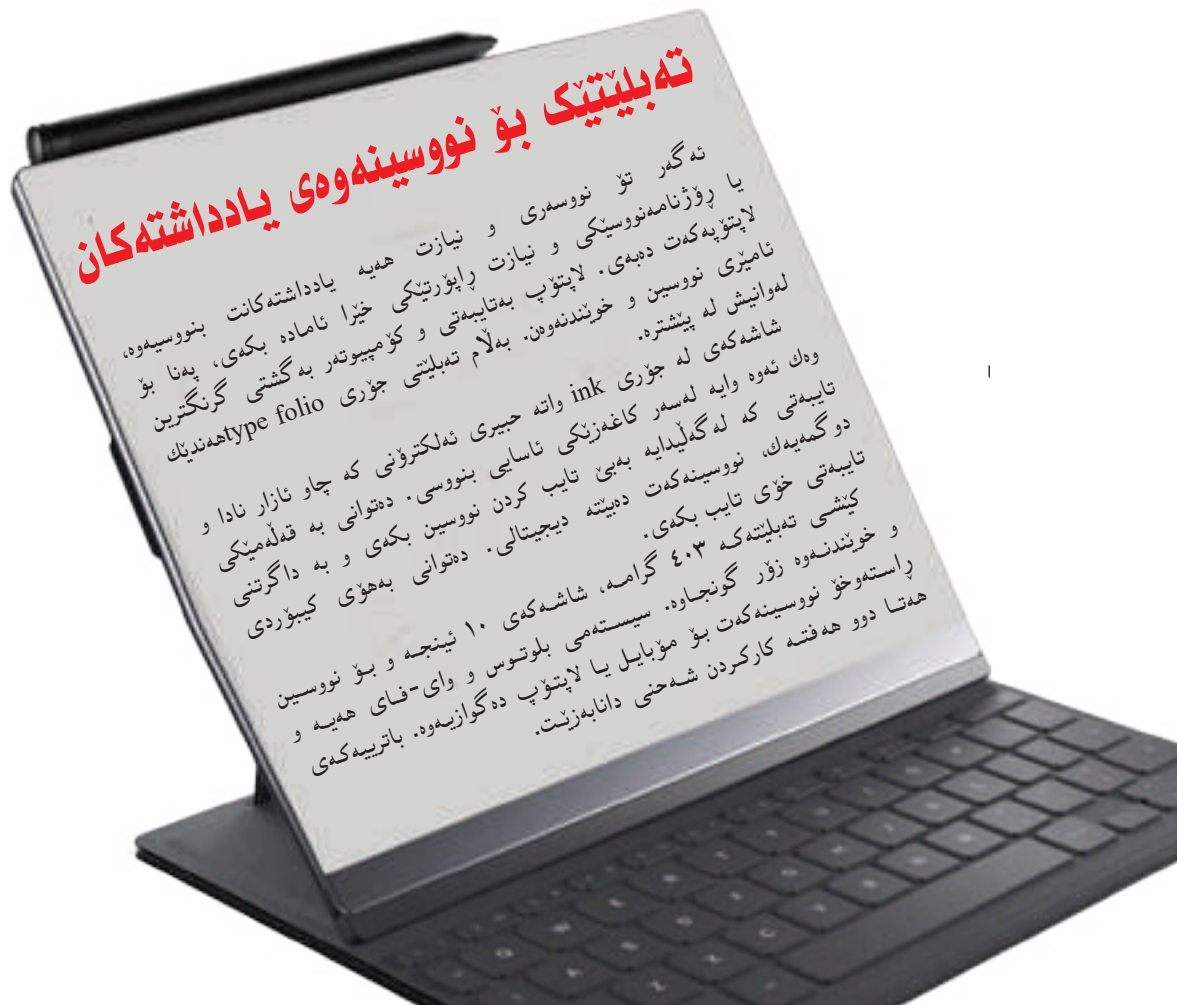 تەبلێتێک بۆ نووسینەوەی یادداشتەکان
ئەگەر تۆ نووسەری و نیازت هەیە یادداشتەکانت بنووسیەوە،
یا ڕۆژنامەنووسێکی و نیازت ڕاپۆرتێکی خێرا ئامادە بکەی، پەنا بۆ
لاپتۆپەکەت دەبەی. لاپتۆپ بەتایبەتی و کۆمپیوتەر بەگشتی گرنگترین
ئامێری نووسین و خوێندنەوەن. بەڵام تەبلێتی جۆری type folioهەندێك
لەوانیش لە پێشترە.
شاشەکەی لە جۆری ink واتە حبیری ئەلکترۆنی کە چاو ئازار نادا و
وەك ئەوە وایە لەسەر کاغەزێکی ئاسایی بنووسی. دەتوانی بە قەڵەمێکی
تایبەتی کە لەگەڵیدایە بەبێ تایب کردن نووسین بکەی و بە داگرتنی
دوگمەیەك، نووسینەکەت دەبێتە دیجیتالی. دەتوانی بەهۆی کیبۆردی
تایبەتی خۆی تایب بکەی.
کێشی تەبلێتەکە ٤٠٣ گرامە، شاشەکەی ١٠ ئینجە و بۆ نووسین
و خوێندنەوە زۆر گونجاوە. سیستەمی بلوتوس و وای-فای هەیە و
ڕاستەوخۆ نووسینەکەت بۆ مۆبایل یا لاپتۆپ دەگوازیەوە. باترییەکەی
هەتا دوو هەفتە کارکردن شەحنی دانابەزێت.